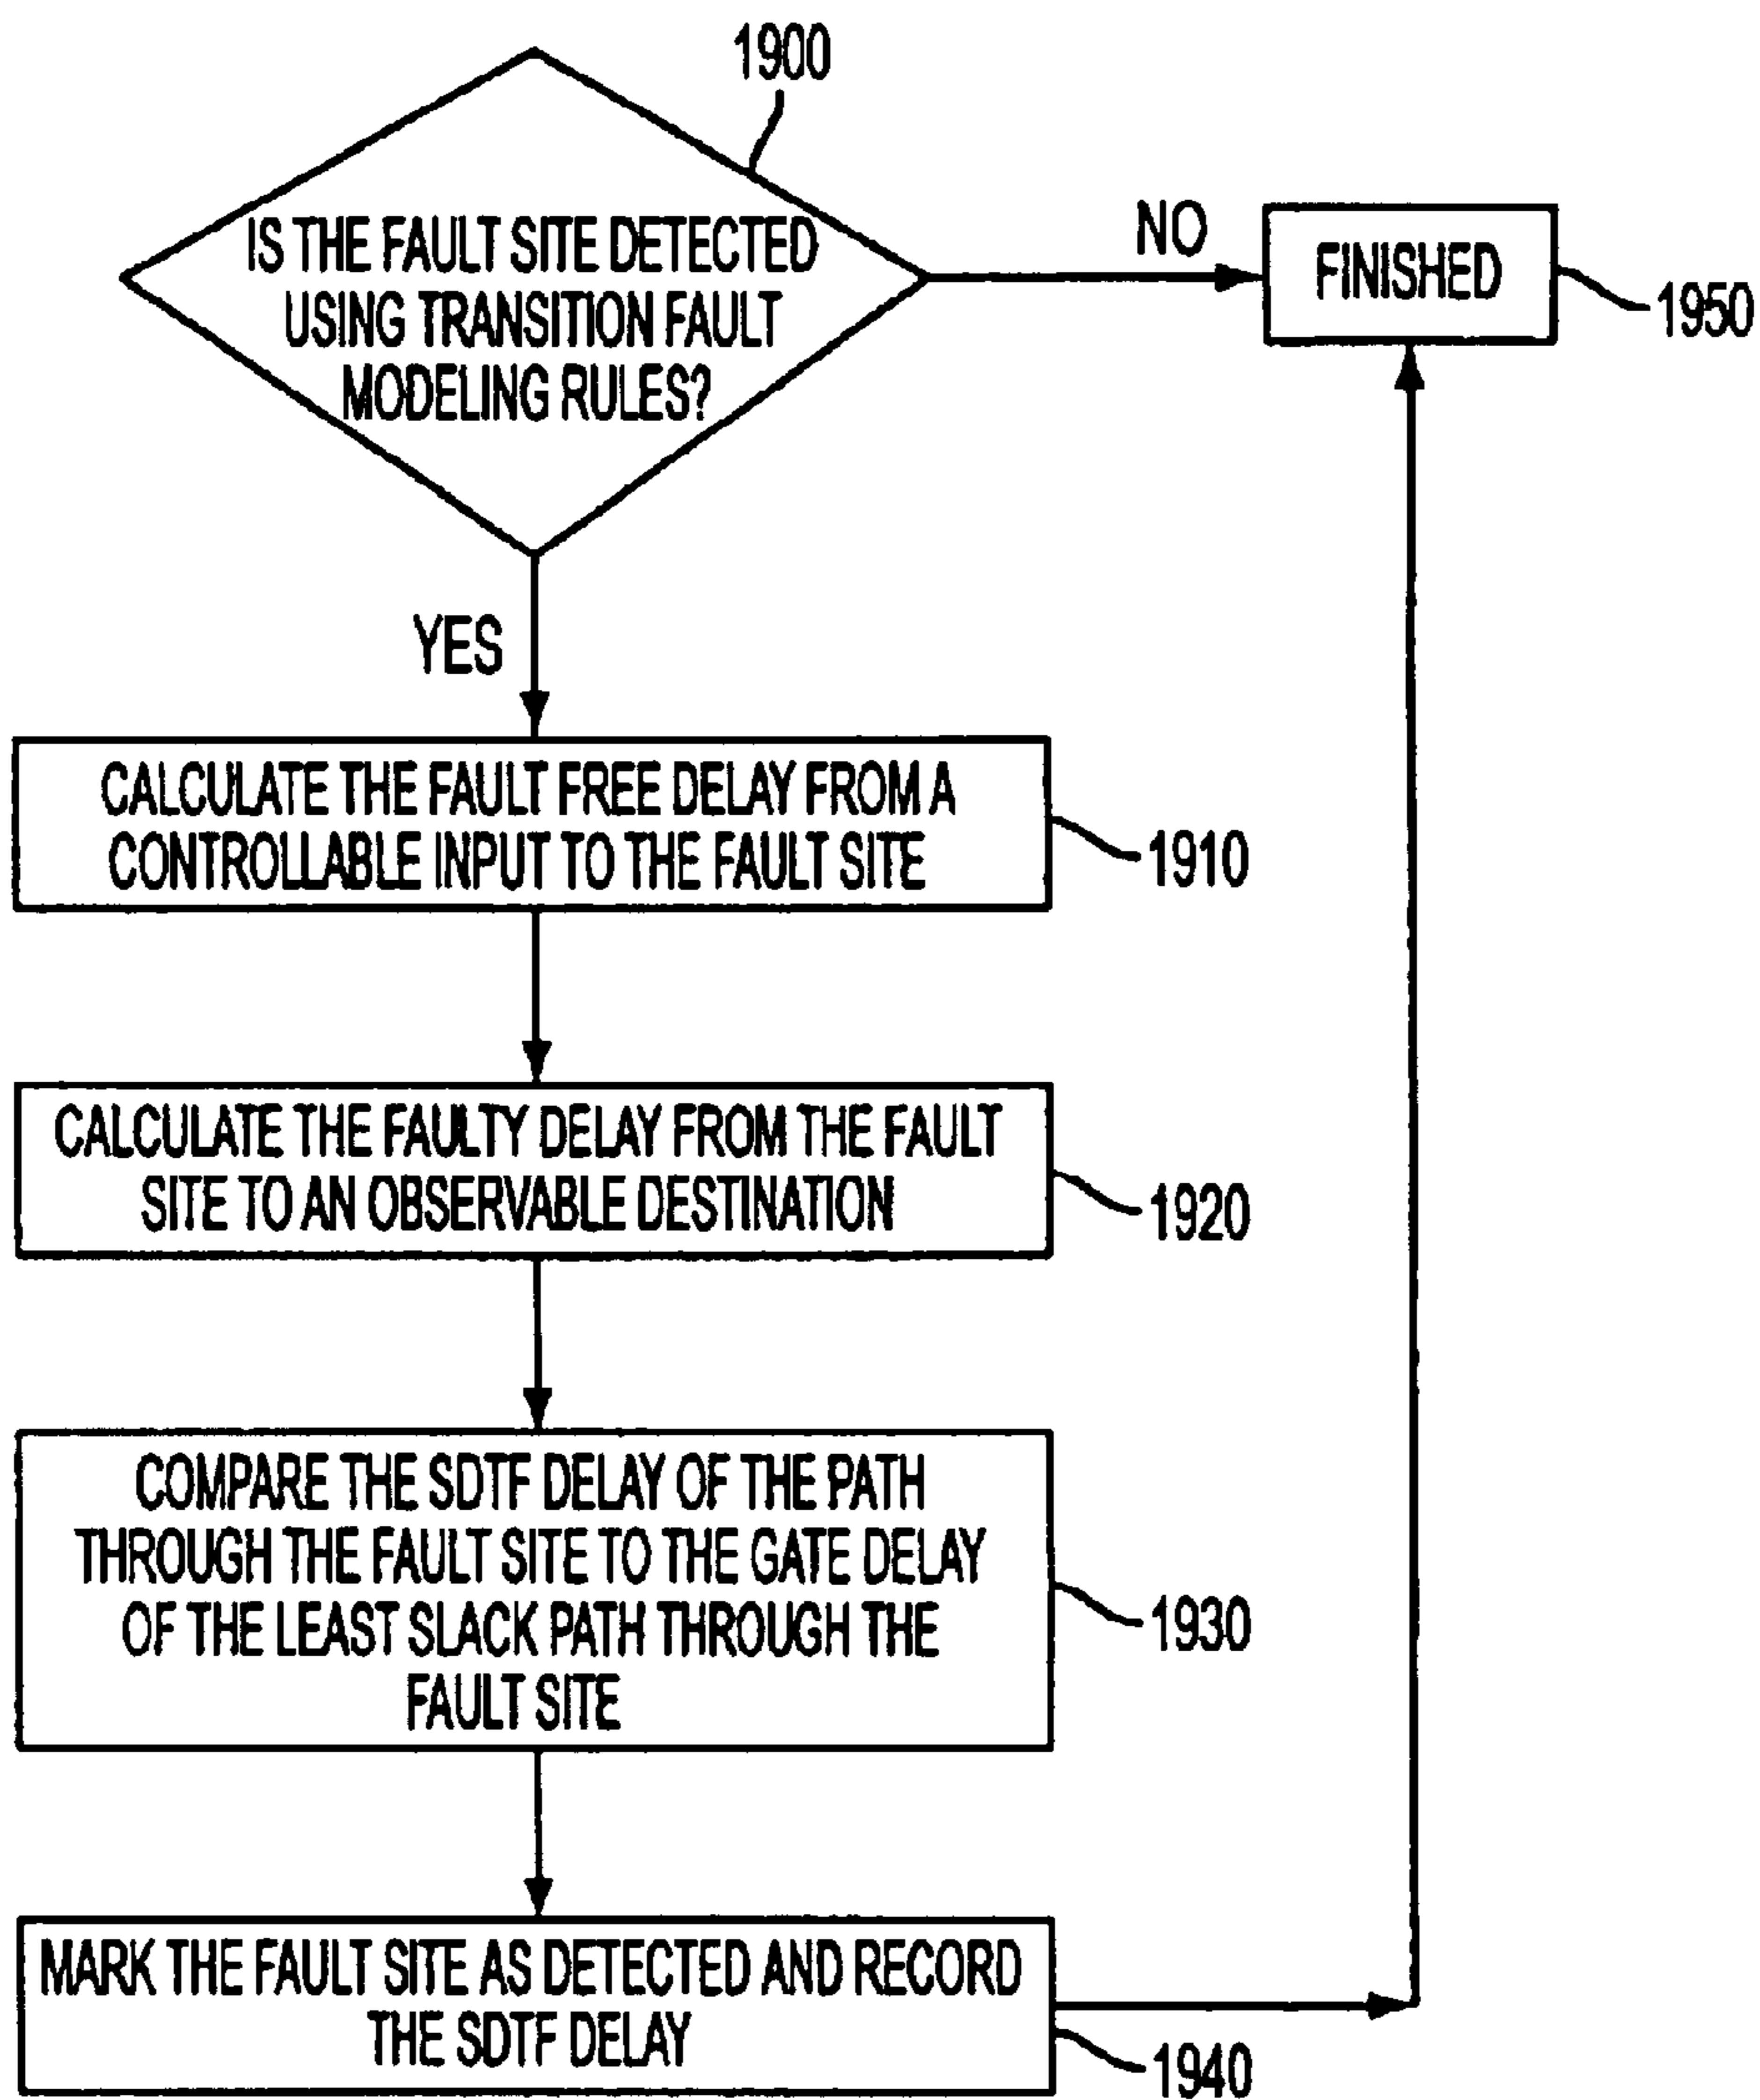 1900
IS THE FAULT SITE DETECTED
USING TRANSITION FAULT
MODELING RULES?
NO
FINISHED
1950
YES
CALCULATE THE FAULT FREE DELAY FROM A
CONTROLLABLE INPUT TO THE FAULT SITE
1910
CALCULATE THE FAULTY DELAY FROM THE FAULT
SITE TO AN OBSERVABLE DESTINATION
1920
COMPARE THE SDTF DELAY OF THE PATH
THROUGH THE FAULT SITE TO THE GATE DELAY
OF THE LEAST SLACK PATH THROUGH THE
FAULT SITE
1930
MARK THE FAULT SITE AS DETECTED AND RECORD
THE SDTF DELAY
1940